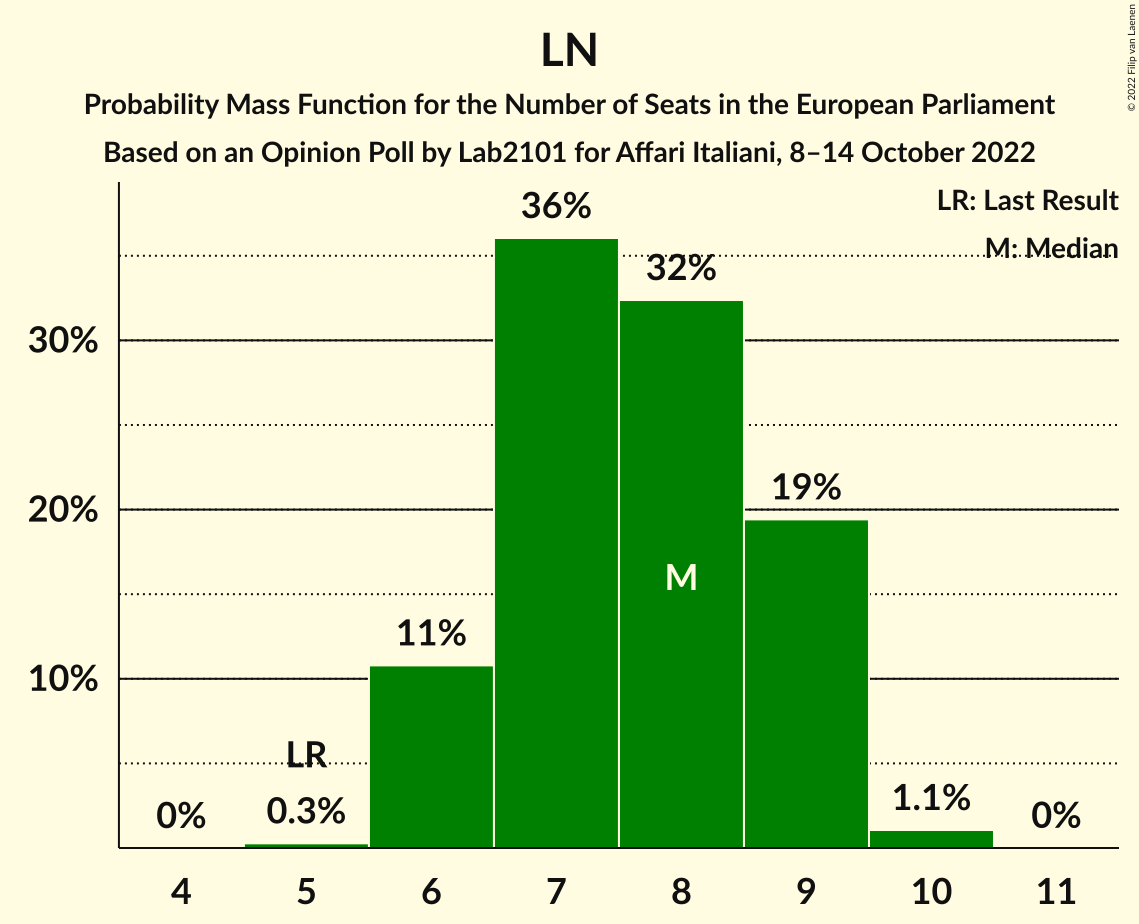 LN
Probability Mass Function for the Number of Seats in the European Parliament
Based on an Opinion Poll by Lab2101 for Affari Italiani, 8–14 October 2022
© 2022 Filip van Laenen
LR: Last Result
M: Median
36%
32%
30%
20%
19%
M
11%
10%
LR
0%
0.3%
1.1%
0%
4 5 6 7 8 9 10 11